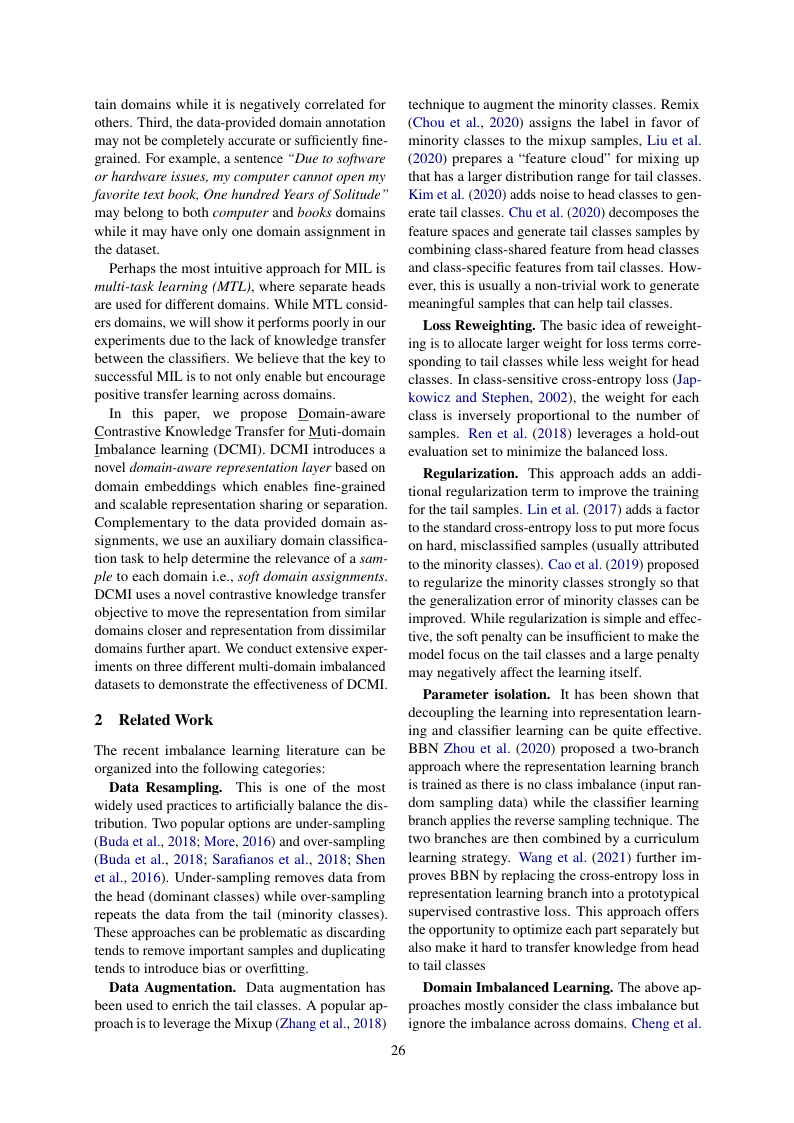 tain domains while it is negatively correlated for
others. Third, the data-provided domain annotation
may not be completely accurate or sufficiently fine-
grained. For example, a sentence “Due to software
or hardware issues, my computer cannot open my
favorite text book, One hundred Years of Solitude”
may belong to both computer and books domains
while it may have only one domain assignment in
the dataset.
Perhaps the most intuitive approach for MIL is
multi-task learning (MTL), where separate heads
are used for different domains. While MTL consid-
ers domains, we will show it performs poorly in our
experiments due to the lack of knowledge transfer
between the classifiers. We believe that the key to
successful MIL is to not only enable but encourage
positive transfer learning across domains.
In this paper, we propose Domain-aware
Contrastive Knowledge Transfer for Muti-domain
Imbalance learning (DCMI). DCMI introduces a
novel domain-aware representation layer based on
domain embeddings which enables fine-grained
and scalable representation sharing or separation.
Complementary to the data provided domain as-
signments, we use an auxiliary domain classifica-
tion task to help determine the relevance of a sam-
ple to each domain i.e., soft domain assignments.
DCMI uses a novel contrastive knowledge transfer
objective to move the representation from similar
domains closer and representation from dissimilar
domains further apart. We conduct extensive exper-
iments on three different multi-domain imbalanced
datasets to demonstrate the effectiveness of DCMI.
2 Related Work
The recent imbalance learning literature can be
organized into the following categories:
Data Resampling. This is one of the most
widely used practices to artificially balance the dis-
tribution. Two popular options are under-sampling
(Buda et al., 2018; More, 2016) and over-sampling
(Buda et al., 2018; Sarafianos et al., 2018; Shen
et al., 2016). Under-sampling removes data from
the head (dominant classes) while over-sampling
repeats the data from the tail (minority classes).
These approaches can be problematic as discarding
tends to remove important samples and duplicating
tends to introduce bias or overfitting.
Data Augmentation. Data augmentation has
been used to enrich the tail classes. A popular ap-
proach is to leverage the Mixup (Zhang et al., 2018)
technique to augment the minority classes. Remix
(Chou et al., 2020) assigns the label in favor of
minority classes to the mixup samples, Liu et al.
(2020) prepares a “feature cloud” for mixing up
that has a larger distribution range for tail classes.
Kim et al. (2020) adds noise to head classes to gen-
erate tail classes. Chu et al. (2020) decomposes the
feature spaces and generate tail classes samples by
combining class-shared feature from head classes
and class-specific features from tail classes. How-
ever, this is usually a non-trivial work to generate
meaningful samples that can help tail classes.
Loss Reweighting. The basic idea of reweight-
ing is to allocate larger weight for loss terms corre-
sponding to tail classes while less weight for head
classes. In class-sensitive cross-entropy loss (Jap-
kowicz and Stephen, 2002), the weight for each
class is inversely proportional to the number of
samples. Ren et al. (2018) leverages a hold-out
evaluation set to minimize the balanced loss.
Regularization. This approach adds an addi-
tional regularization term to improve the training
for the tail samples. Lin et al. (2017) adds a factor
to the standard cross-entropy loss to put more focus
on hard, misclassified samples (usually attributed
to the minority classes). Cao et al. (2019) proposed
to regularize the minority classes strongly so that
the generalization error of minority classes can be
improved. While regularization is simple and effec-
tive, the soft penalty can be insufficient to make the
model focus on the tail classes and a large penalty
may negatively affect the learning itself.
Parameter isolation. It has been shown that
decoupling the learning into representation learn-
ing and classifier learning can be quite effective.
BBN Zhou et al. (2020) proposed a two-branch
approach where the representation learning branch
is trained as there is no class imbalance (input ran-
dom sampling data) while the classifier learning
branch applies the reverse sampling technique. The
two branches are then combined by a curriculum
learning strategy. Wang et al. (2021) further im-
proves BBN by replacing the cross-entropy loss in
representation learning branch into a prototypical
supervised contrastive loss. This approach offers
the opportunity to optimize each part separately but
also make it hard to transfer knowledge from head
to tail classes
Domain Imbalanced Learning. The above ap-
proaches mostly consider the class imbalance but
ignore the imbalance across domains. Cheng et al.
26